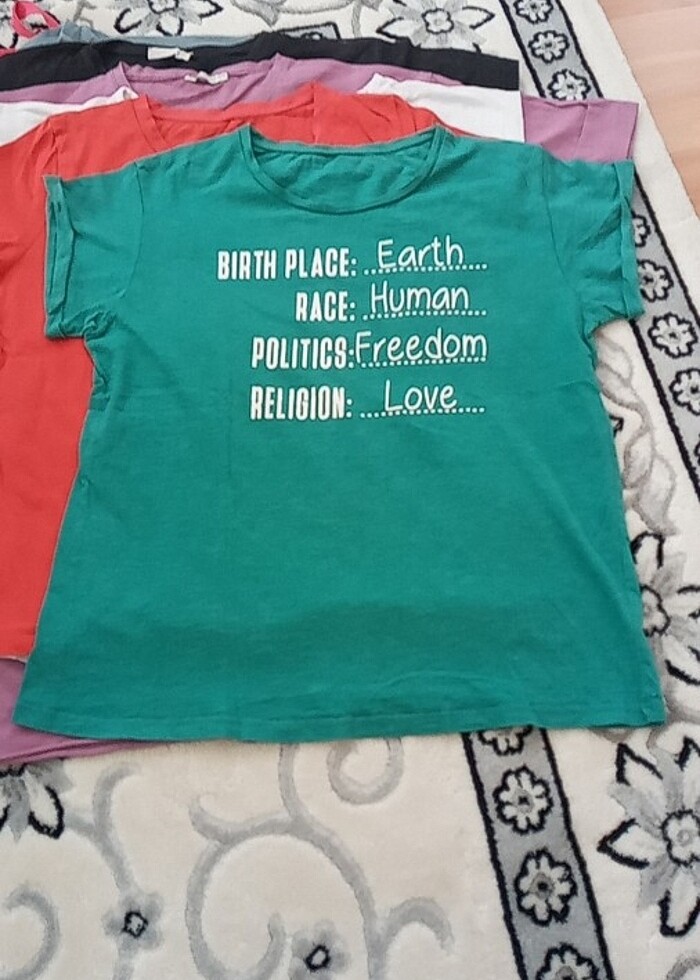 BIRTH PLACE: ...Earth...
RACE: .Human..
POLITICS:Freedom
RELIGION: ...Love....